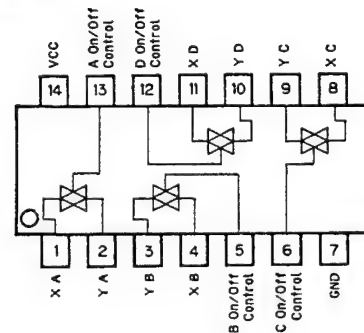 VCC
A On/Off
Control
D On/Off
Control
X D
Y D
Y C
X C
14
13
12
11
10
9
8
1
2
3
4
5
6
7
X A
Y A
Y B
X B
B On/Off
Control
C On/Off
Control
GND